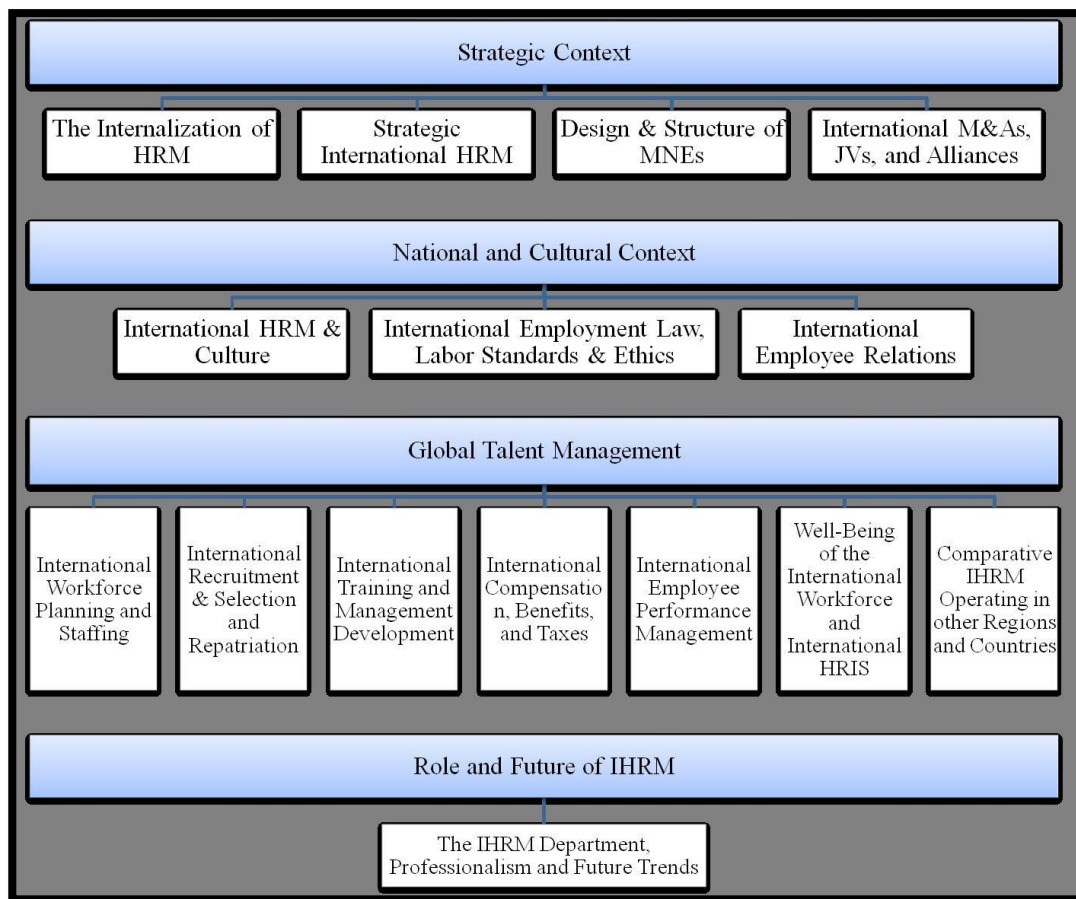 Strategic Context
The Internalization of
HRM
Strategic
International HRM
Design & Structure of
MNEs
International M&As,
JVs, and Alliances
National and Cultural Context
International HRM &
Culture
International Employment Law,
Labor Standards & Ethics
International
Employee Relations
Global Talent Management
International
Workforce
Planning and
Staffing
International
Recruitment
& Selection
and
Repatriation
International
Training and
Management
Development
International
Compensatio
n, Benefits,
and Taxes
International
Employee
Performance
Management
Well-Being
of the
International
Workforce
and
International
HRIS
Comparative
IHRM
Operating in
other Regions
and Countries
Role and Future of IHRM
The IHRM Department,
Professionalism and Future Trends